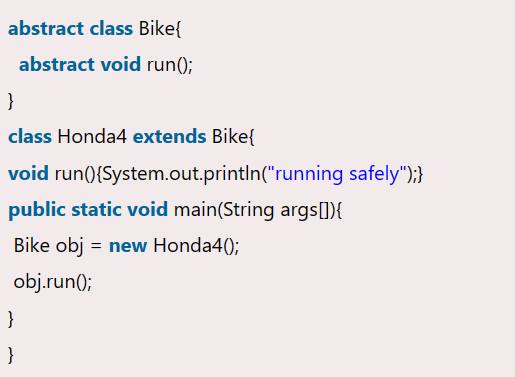 abstract class Bike{
  abstract void run();
}
class Honda4 extends Bike{
void run(){System.out.println("running safely");}
public static void main(String args[]){
 Bike obj = new Honda4();
 obj.run();
}
}